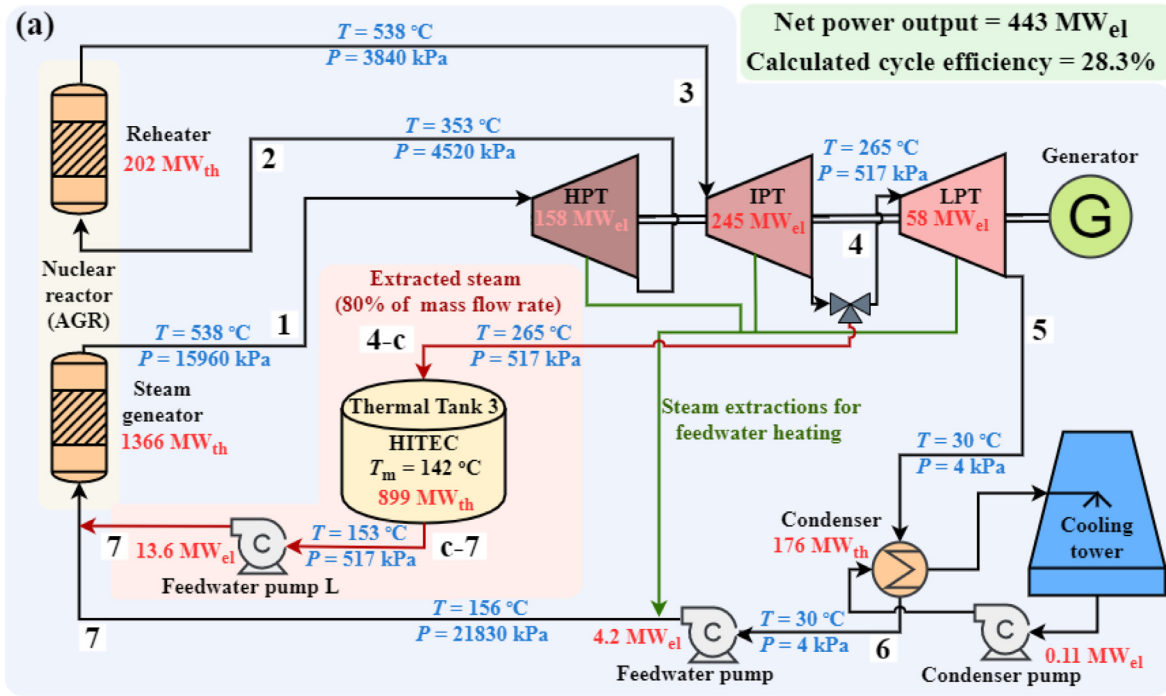 (a)
T = 538 °C
P = 3840 kPa
Net power output = 443 MWel
Calculated cycle efficiency = 28.3%
Reheater
202 MWth
2
T = 353 °C
P = 4520 kPa
3
T = 265 °C
P = 517 kPa
Generator
G
HPT
158 MWel
IPT
245 MWel
LPT
58 MWel
4
Nuclear
reactor
(AGR)
T = 538 °C
P = 15960 kPa
1
Extracted steam
(80% of mass flow rate)
4-c
T = 265 °C
P = 517 kPa
5
Steam
geneator
1366 MWth
Thermal Tank 3
HITEC
Tm = 142 °C
899 MWth
Steam extractions for
feedwater heating
T = 30 °C
P = 4 kPa
Condenser
176 MWth
Cooling
tower
7
13.6 MWel
C
Feedwater pump L
T = 153 °C
P = 517 kPa
c-7
7
T = 156 °C
P = 21830 kPa
4.2 MWel
C
Feedwater pump
T = 30 °C
P = 4 kPa
6
C
Condenser pump
0.11 MWel